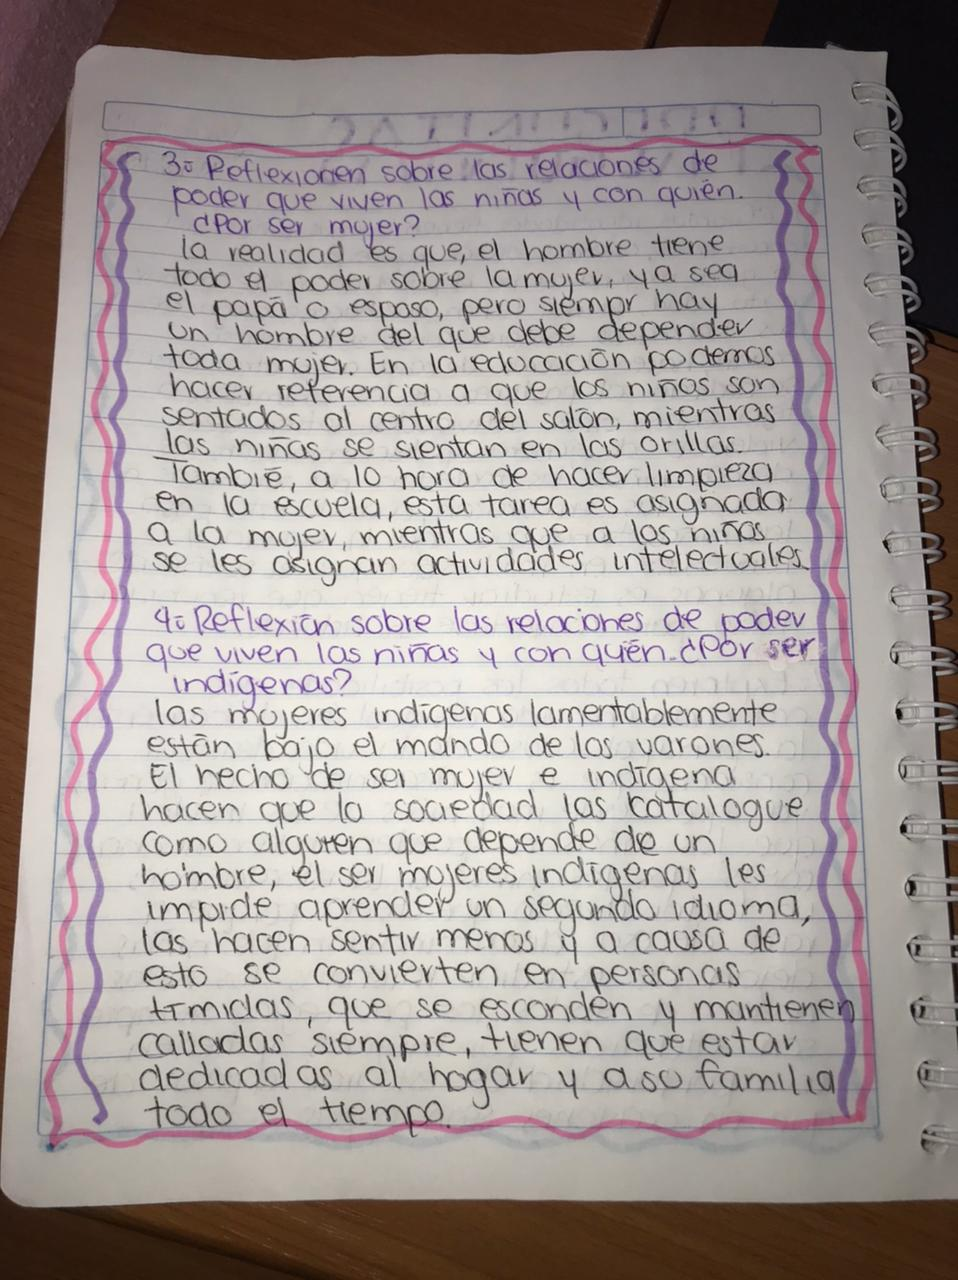 3.- Reflexionen sobre las relaciones de
poder que viven las niñas y con quién.
¿Por ser mujer?
la realidad es que, el hombre tiene
todo el poder sobre la mujer, ya sea
el papá o esposo, pero siempr hay
un hombre del que debe depender
toda mujer. En la educación podemos
hacer referencia a que los niños son
sentados al centro del salón, mientras
las niñas se sientan en las orillas.
Tambié, a lo hora de hacer limpieza
en la escuela, esta tarea es asignada
a la mujer, mientras que a los niños
se les asignan actividades intelectuales.
4.- Reflexión sobre las relaciones de poder
que viven las niñas y con quién. ¿Por ser
indígenas?
las mujeres indígenas lamentablemente
están bajo el mando de los varones.
El hecho de ser mujer e indígena
hacen que la sociedad las catalogue
como alguien que depende de un
hombre, el ser mujeres indígenas les
impide aprender un segundo idioma,
las hacen sentir menos y a causa de
esto se convierten en personas
tímidas, que se esconden y mantienen
calladas siempre, tienen que estar
dedicadas al hogar y a su familia
todo el tiempo.